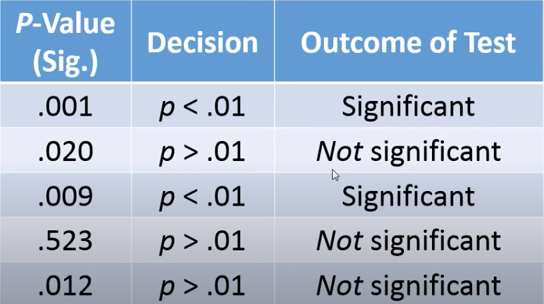 P-Value (Sig.) Decision Outcome of Test
.001 p < .01 Significant
.020 p > .01 Not significant
.009 p < .01 Significant
.523 p > .01 Not significant
.012 p > .01 Not significant